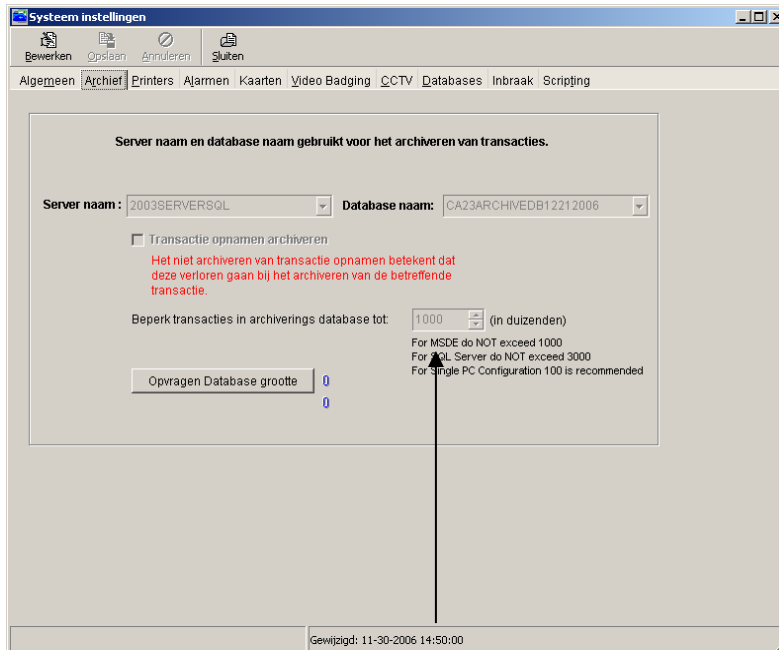 Systeem instellingen
Bewerken Opslaan Annuleren Sluiten
Algemeen Archief Printers Alarmen Kaarten Video Badging CCTV Databases Inbraak Scripting
Server naam en database naam gebruikt voor het archiveren van transacties.
Server naam : 2003SERVERSQL Database naam: CA23ARCHIVEDB12212006
Transactie opnamen archiveren
Het niet archiveren van transactie opnamen betekent dat
deze verloren gaan bij het archiveren van de betreffende
transactie.
Beperk transacties in archiverings database tot: 1000 (in duizenden)
For MSDE do NOT exceed 1000
For SQL Server do NOT exceed 3000
For Single PC Configuration 100 is recommended
Opvragen Database grootte 0
0
Gewijzigd: 11-30-2006 14:50:00